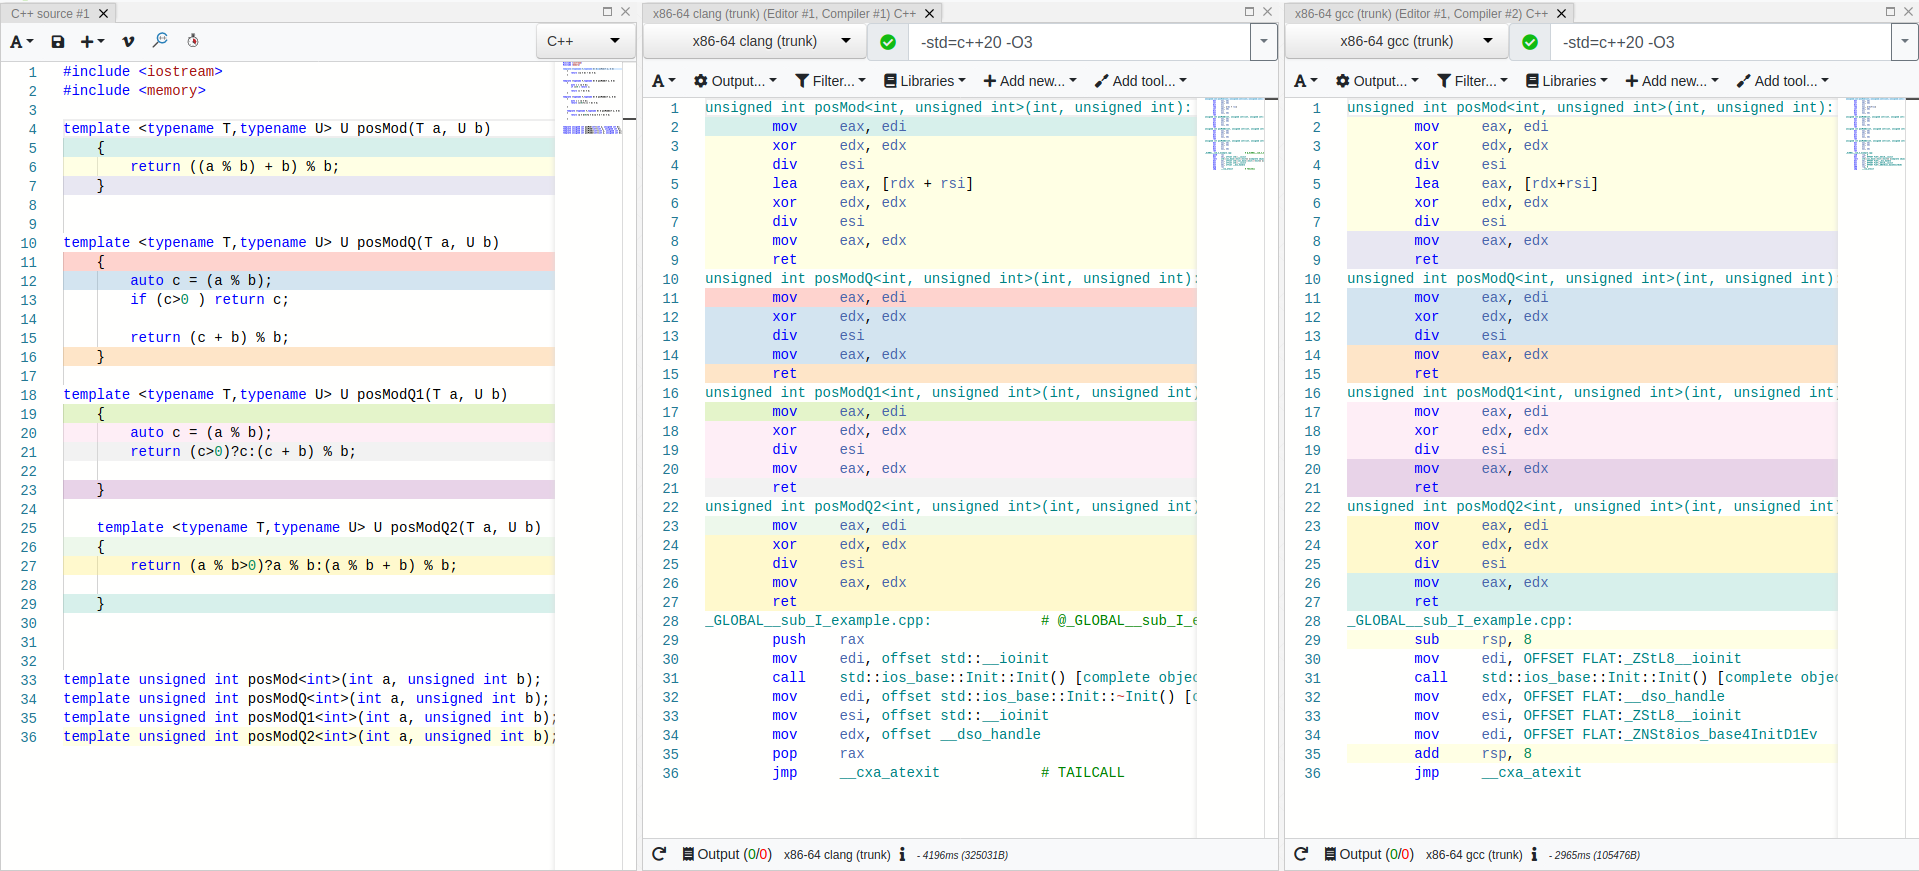 C++ source #1
A
C++
1 #include <iostream>
2 #include <memory>
3
4 template <typename T,typename U> U posMod(T a, U b)
5 {
6 return ((a % b) + b) % b;
7 }
8
9
10 template <typename T,typename U> U posModQ(T a, U b)
11 {
12 auto c = (a % b);
13 if (c>0 ) return c;
14
15 return (c + b) % b;
16 }
17
18 template <typename T,typename U> U posModQ1(T a, U b)
19 {
20 auto c = (a % b);
21 return (c>0)?c:(c + b) % b;
22
23 }
24
25 template <typename T,typename U> U posModQ2(T a, U b)
26 {
27 return (a % b>0)?a % b:(a % b + b) % b;
28
29 }
30
31
32
33 template unsigned int posMod<int>(int a, unsigned int b);
34 template unsigned int posModQ<int>(int a, unsigned int b);
35 template unsigned int posModQ1<int>(int a, unsigned int b);
36 template unsigned int posModQ2<int>(int a, unsigned int b);
x86-64 clang (trunk) (Editor #1, Compiler #1) C++
x86-64 clang (trunk) -std=c++20 -O3
A Output... Filter... Libraries Add new... Add tool...
1 unsigned int posMod<int, unsigned int>(int, unsigned int):
2 mov eax, edi
3 xor edx, edx
4 div esi
5 lea eax, [rdx + rsi]
6 xor edx, edx
7 div esi
8 mov eax, edx
9 ret
10 unsigned int posModQ<int, unsigned int>(int, unsigned int):
11 mov eax, edi
12 xor edx, edx
13 div esi
14 mov eax, edx
15 ret
16 unsigned int posModQ1<int, unsigned int>(int, unsigned int)
17 mov eax, edi
18 xor edx, edx
19 div esi
20 mov eax, edx
21 ret
22 unsigned int posModQ2<int, unsigned int>(int, unsigned int)
23 mov eax, edi
24 xor edx, edx
25 div esi
26 mov eax, edx
27 ret
28 _GLOBAL__sub_I_example.cpp: # @_GLOBAL__sub_I_e
29 push rax
30 mov edi, offset std::__ioinit
31 call std::ios_base::Init::Init() [complete objec
32 mov edi, offset std::ios_base::Init::~Init() [c
33 mov esi, offset std::__ioinit
34 mov edx, offset __dso_handle
35 pop rax
36 jmp __cxa_atexit # TAILCALL
Output (0/0) x86-64 clang (trunk) i - 4196ms (325031B)
x86-64 gcc (trunk) (Editor #1, Compiler #2) C++
x86-64 gcc (trunk) -std=c++20 -O3
A Output... Filter... Libraries Add new... Add tool...
1 unsigned int posMod<int, unsigned int>(int, unsigned int):
2 mov eax, edi
3 xor edx, edx
4 div esi
5 lea eax, [rdx+rsi]
6 xor edx, edx
7 div esi
8 mov eax, edx
9 ret
10 unsigned int posModQ<int, unsigned int>(int, unsigned int)
11 mov eax, edi
12 xor edx, edx
13 div esi
14 mov eax, edx
15 ret
16 unsigned int posModQ1<int, unsigned int>(int, unsigned int)
17 mov eax, edi
18 xor edx, edx
19 div esi
20 mov eax, edx
21 ret
22 unsigned int posModQ2<int, unsigned int>(int, unsigned int)
23 mov eax, edi
24 xor edx, edx
25 div esi
26 mov eax, edx
27 ret
28 _GLOBAL__sub_I_example.cpp:
29 sub rsp, 8
30 mov edi, OFFSET FLAT:_ZStL8__ioinit
31 call std::ios_base::Init::Init() [complete objec
32 mov edx, OFFSET FLAT:__dso_handle
33 mov esi, OFFSET FLAT:_ZStL8__ioinit
34 mov edi, OFFSET FLAT:_ZNSt8ios_base4InitD1Ev
35 add rsp, 8
36 jmp __cxa_atexit
Output (0/0) x86-64 gcc (trunk) i - 2965ms (105476B)